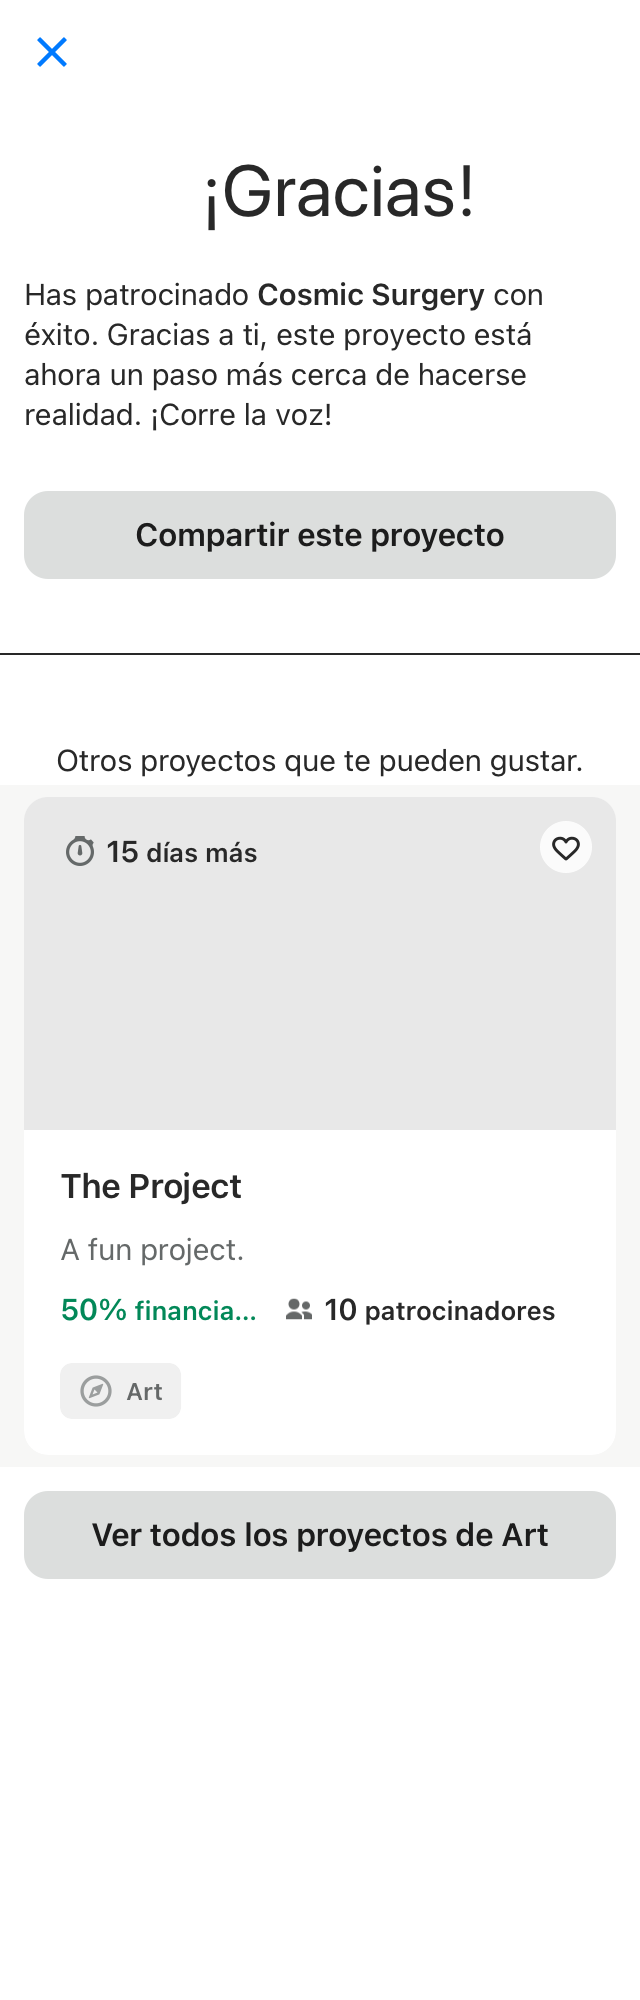 ¡Gracias!
Has patrocinado Cosmic Surgery con
éxito. Gracias a ti, este proyecto está
ahora un paso más cerca de hacerse
realidad. ¡Corre la voz!
Compartir este proyecto
Otros proyectos que te pueden gustar.
15 días más
The Project
A fun project.
50% financia... 10 patrocinadores
Art
Ver todos los proyectos de Art